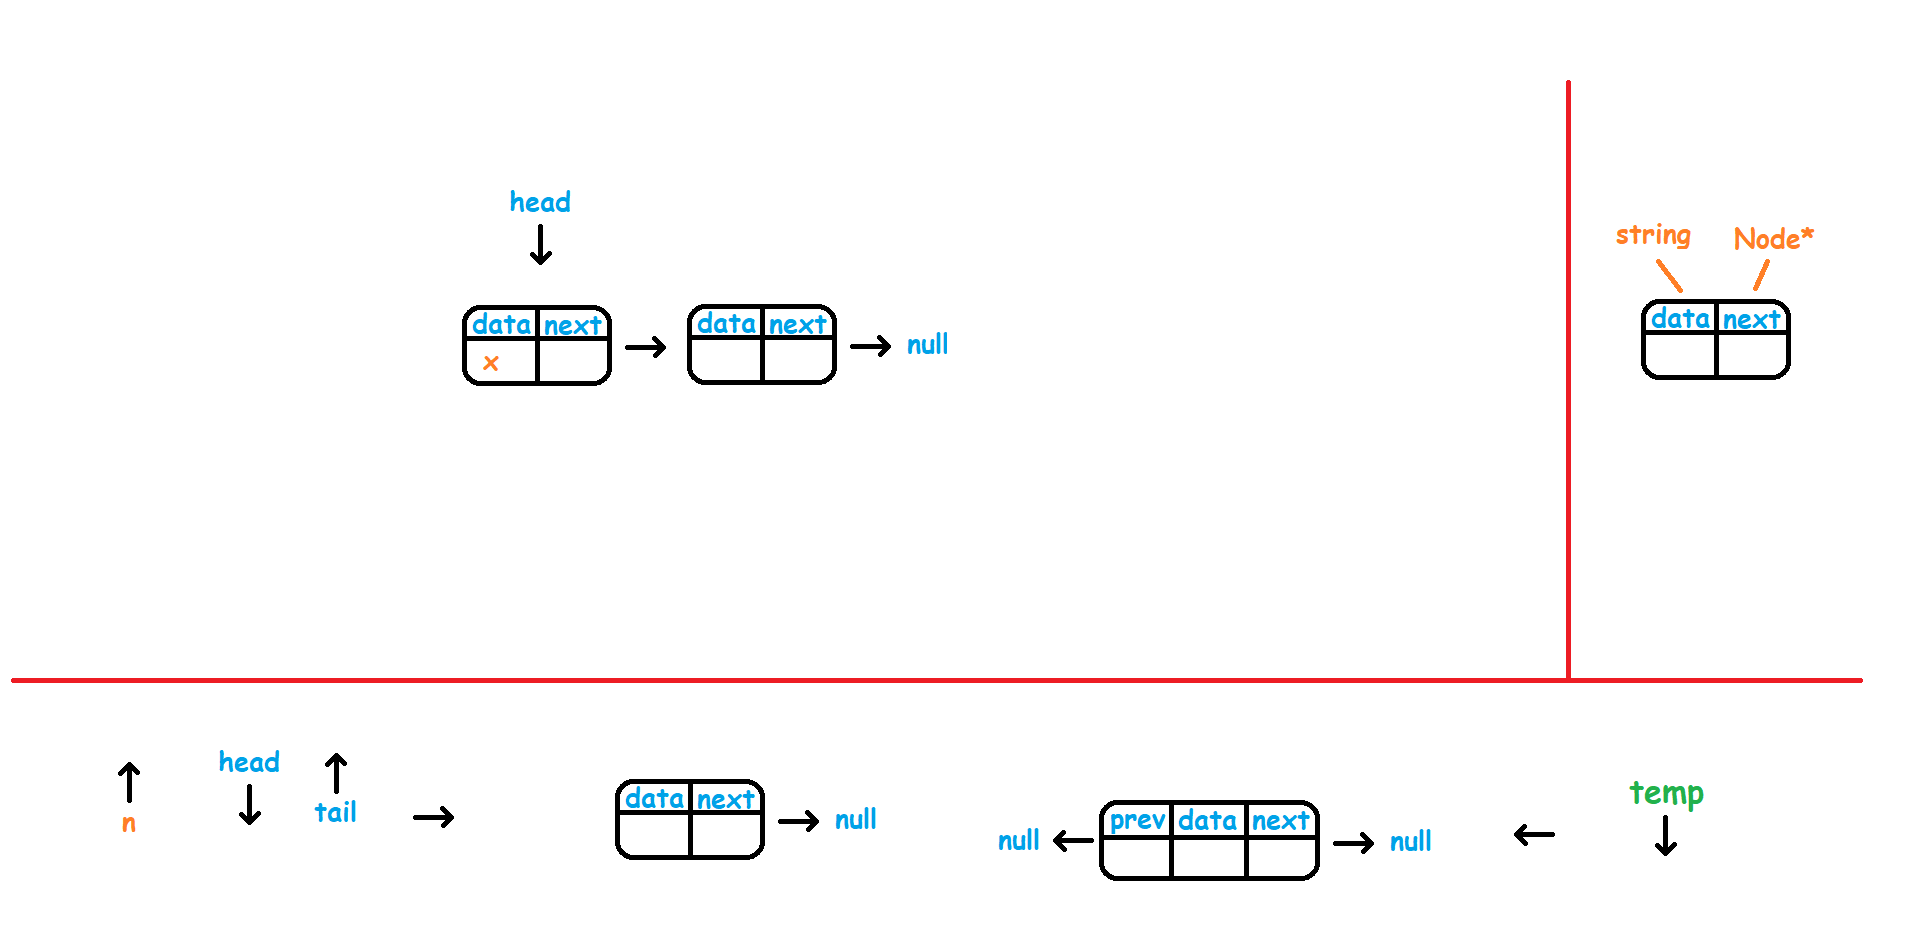 head
string Node*
data next data next null
x
data next
head
tail
n
data next null
null prev data next null
temp